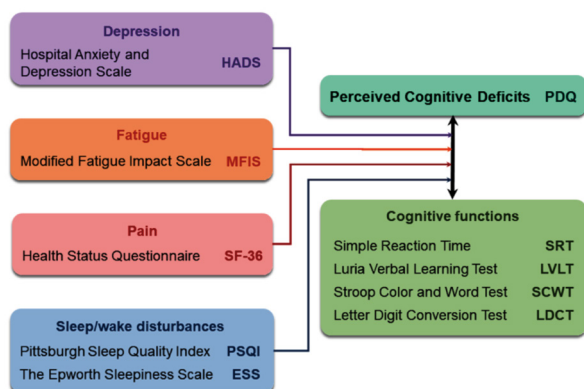 Depression
Hospital Anxiety and
Depression Scale HADS
Fatigue
Modified Fatigue Impact Scale MFIS
Pain
Health Status Questionnaire SF-36
Sleep/wake disturbances
Pittsburgh Sleep Quality Index PSQI
The Epworth Sleepiness Scale ESS
Perceived Cognitive Deficits PDQ
Cognitive functions
Simple Reaction Time SRT
Luria Verbal Learning Test LVLT
Stroop Color and Word Test SCWT
Letter Digit Conversion Test LDCT